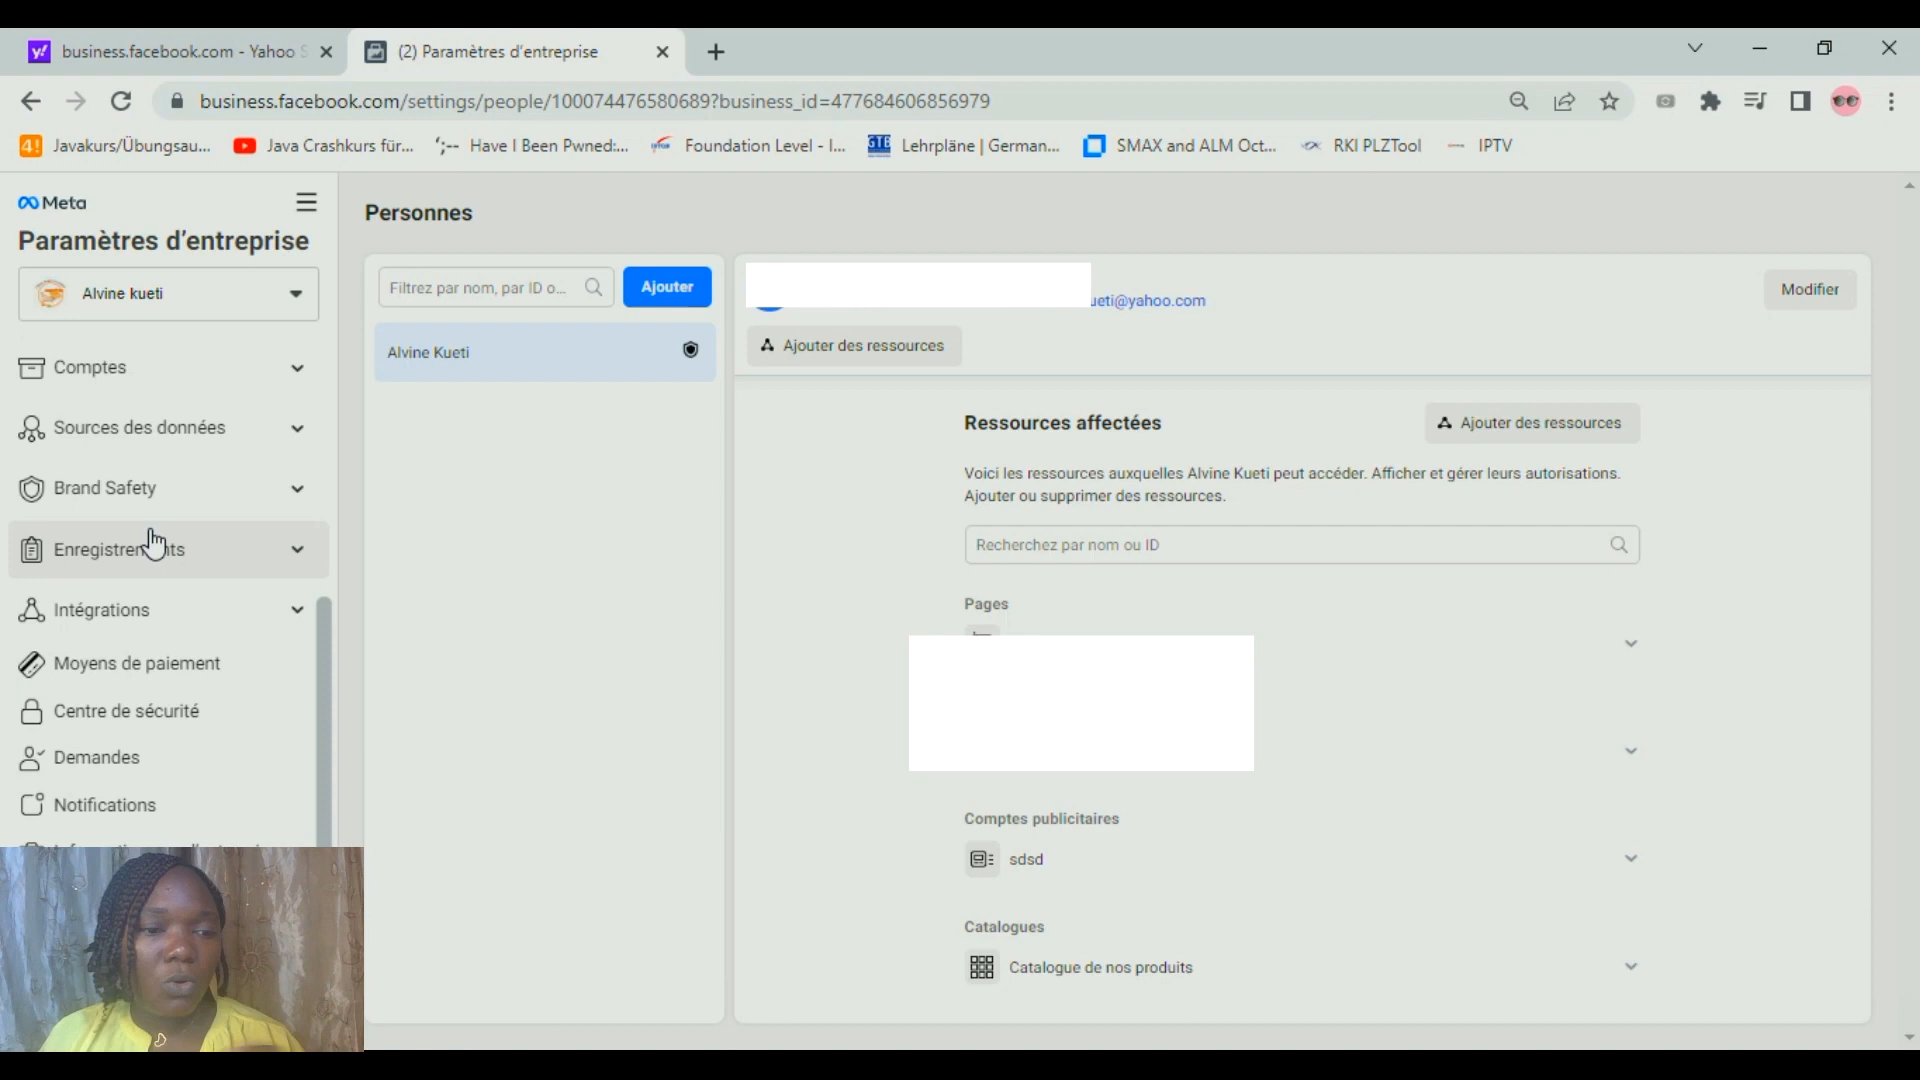 business.facebook.com - Yahoo S
(2) Paramètres d'entreprise
business.facebook.com/settings/people/100074476580689?business_id=477684606856979
Javakurs/Übungsau...
Java Crashkurs für...
Have I Been Pwned:...
Foundation Level - I...
Lehrpläne | German...
SMAX and ALM Oct...
RKI PLZTool
IPTV
Meta
Paramètres d'entreprise
Alvine kueti
Comptes
Sources des données
Brand Safety
Intégrations
Moyens de paiement
Centre de sécurité
Demandes
Notifications
Personnes
Filtrez par nom, par ID o...
Ajouter
Alvine Kueti
ueti@yahoo.com
Modifier
Ajouter des ressources
Ressources affectées
Ajouter des ressources
Voici les ressources auxquelles Alvine Kueti peut accéder. Afficher et gérer leurs autorisations.
Ajouter ou supprimer des ressources.
Recherchez par nom ou ID
Pages
Comptes publicitaires
sdsd
Catalogues
Catalogue de nos produits